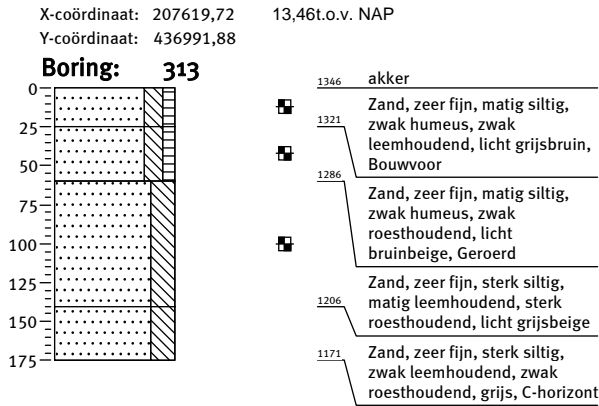 X-coördinaat: 207619,72 13,46t.o.v. NAP
Y-coördinaat: 436991,88
Boring: 313
0
25
50
75
100
125
150
175
1346 akker
1321 Zand, zeer fijn, matig siltig,
zwak humeus, zwak
leemhoudend, licht grijsbruin,
Bouwvoor
1286 Zand, zeer fijn, matig siltig,
zwak humeus, zwak
roesthoudend, licht
bruinbeige, Geroerd
1206 Zand, zeer fijn, sterk siltig,
matig leemhoudend, sterk
roesthoudend, licht grijsbeige
1171 Zand, zeer fijn, sterk siltig,
zwak leemhoudend, zwak
roesthoudend, grijs, C-horizont